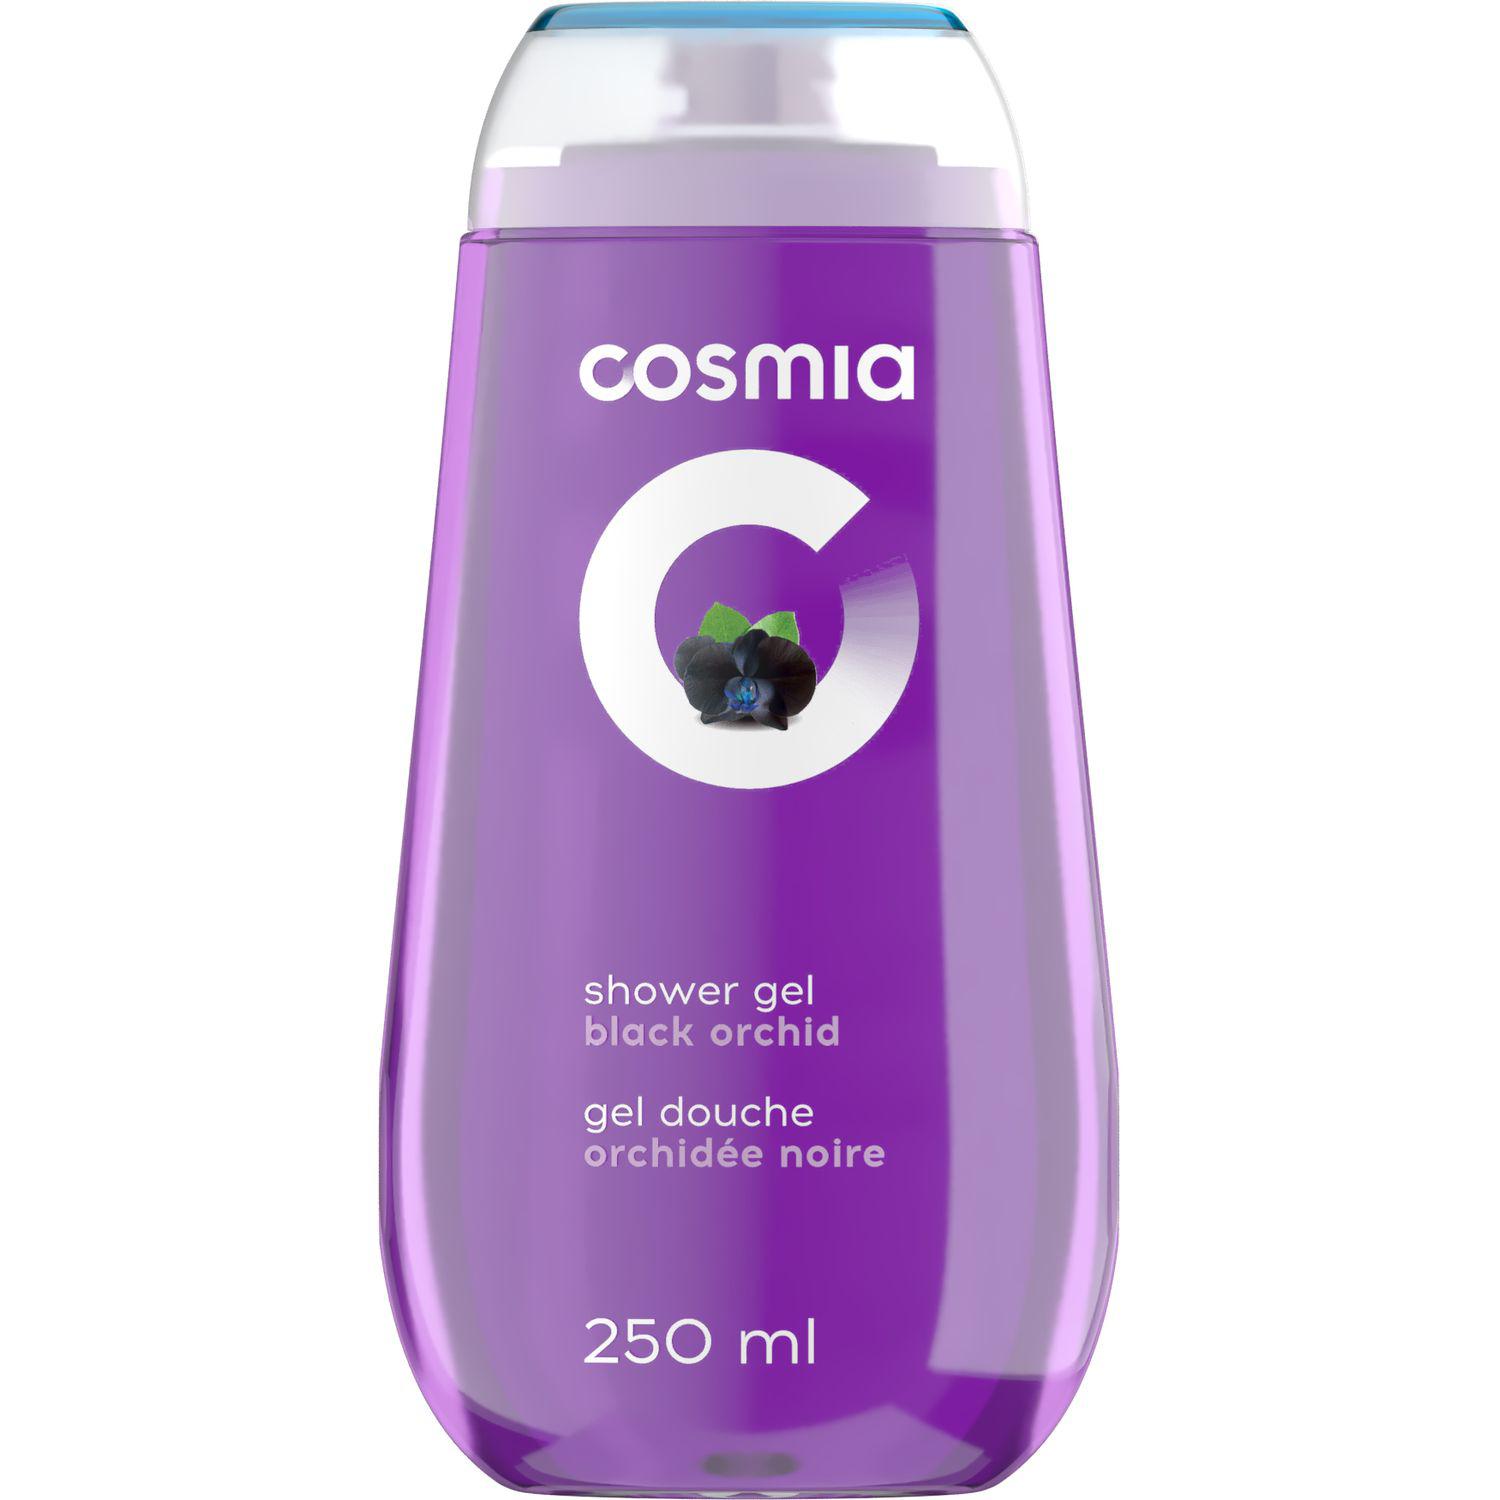 cosmia
shower gel
black orchid
gel douche
orchidée noire
250 ml